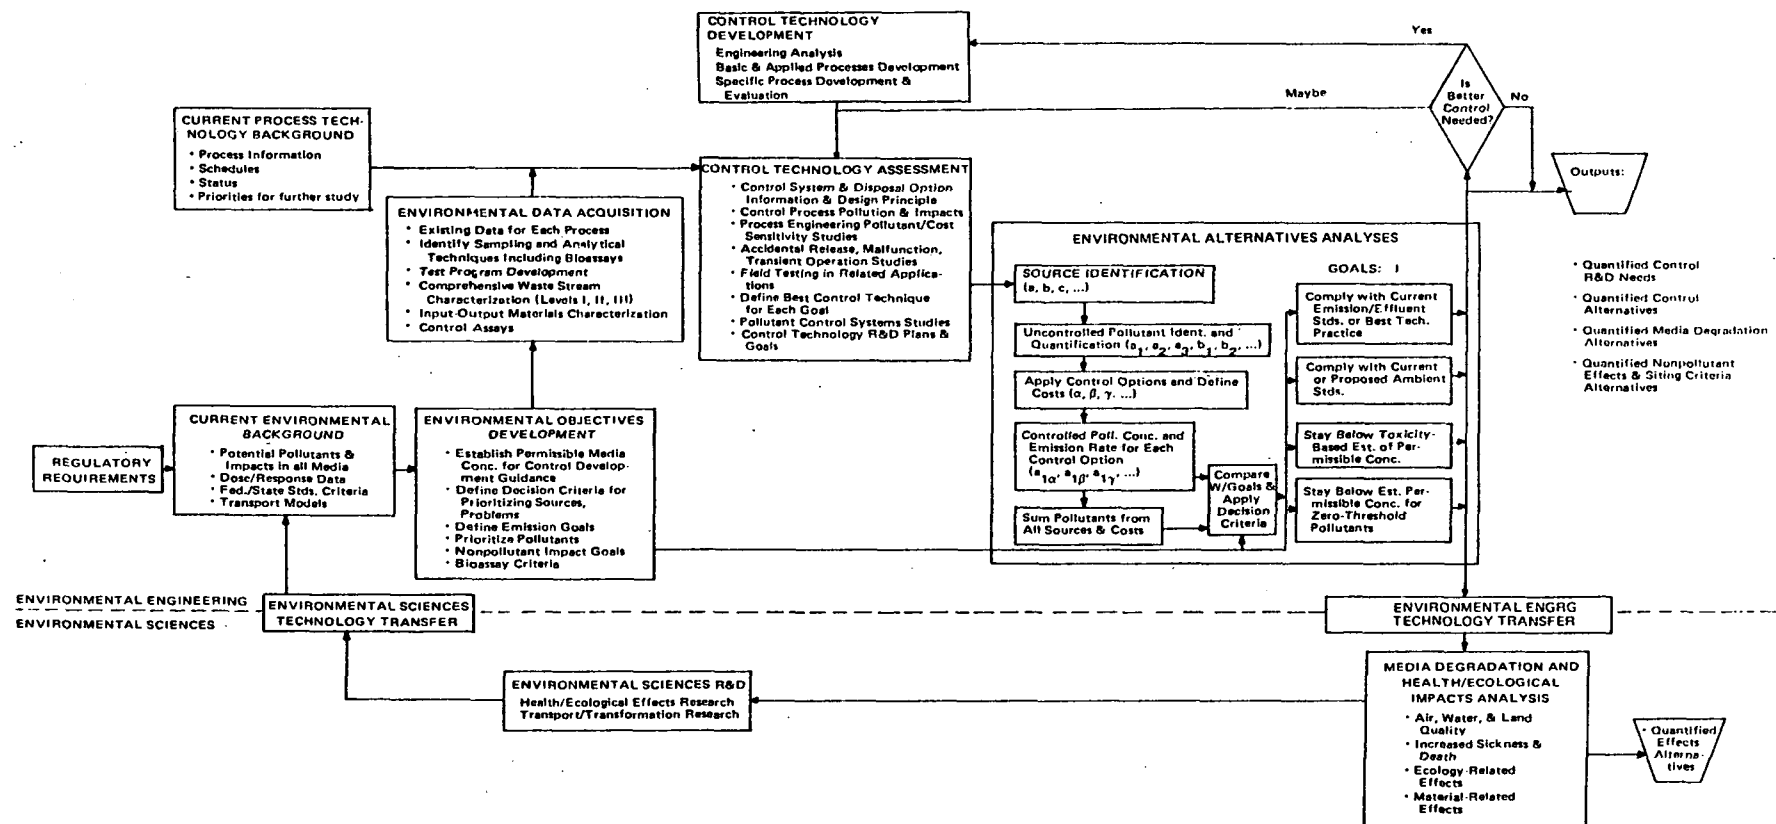 CONTROL TECHNOLOGY
DEVELOPMENT
Engineering Analysis
Basic & Applied Processes Development
Specific Process Development &
Evaluation
Yes
Maybe
Is
Better
Control
Needed?
No
Outputs:
CURRENT PROCESS TECH-
NOLOGY BACKGROUND
• Process Information
• Schedules
• Status
• Priorities for further study
ENVIRONMENTAL DATA ACQUISITION
• Existing Data for Each Process
• Identify Sampling and Analytical
Techniques Including Bioassays
• Test Program Development
• Comprehensive Waste Stream
Characterization (Levels I, II, III)
• Input-Output Materials Characterization
• Control Assays
CONTROL TECHNOLOGY ASSESSMENT
• Control System & Disposal Option
Information & Design Principle
• Control Process Pollution & Impacts
• Process Engineering Pollutant/Cost
Sensitivity Studies
• Accidental Release, Malfunction,
Transient Operation Studies
• Field Testing in Related Applica-
tions
• Define Best Control Technique
for Each Goal
• Pollutant Control Systems Studies
• Control Technology R&D Plans &
Goals
ENVIRONMENTAL ALTERNATIVES ANALYSES
SOURCE IDENTIFICATION
(a, b, c, ...)
Uncontrolled Pollutant Ident. and
Quantification (a1, a2, a3, b1, b2, ...)
Apply Control Options and Define
Costs (α, β, γ. ...)
Controlled Poll. Conc. and
Emission Rate for Each
Control Option
(a1α, a1β, a1γ, ...)
Sum Pollutants from
All Sources & Costs
Compare
W/Goals &
Apply
Decision
Criteria
GOALS: I
Comply with Current
Emission/Effluent
Stds. or Best Tech.
Practice
Comply with Current
or Proposed Ambient
Stds.
Stay Below Toxicity-
Based Est. of Per-
missible Conc.
Stay Below Est. Per-
missible Conc. for
Zero-Threshold
Pollutants
• Quantified Control
R&D Needs
• Quantified Control
Alternatives
• Quantified Media Degradation
Alternatives
• Quantified Nonpollutant
Effects & Siting Criteria
Alternatives
REGULATORY
REQUIREMENTS
CURRENT ENVIRONMENTAL
BACKGROUND
• Potential Pollutants &
Impacts in all Media
• Dose/Response Data
• Fed./State Stds. Criteria
• Transport Models
ENVIRONMENTAL OBJECTIVES
DEVELOPMENT
• Establish Permissible Media
Conc. for Control Develop-
ment Guidance
• Define Decision Criteria for
Prioritizing Sources,
Problems
• Define Emission Goals
• Prioritize Pollutants
• Nonpollutant Impact Goals
• Bioassay Criteria
ENVIRONMENTAL ENGINEERING
ENVIRONMENTAL SCIENCES
ENVIRONMENTAL SCIENCES
TECHNOLOGY TRANSFER
ENVIRONMENTAL ENGRG
TECHNOLOGY TRANSFER
ENVIRONMENTAL SCIENCES R&D
Health/Ecological Effects Research
Transport/Transformation Research
MEDIA DEGRADATION AND
HEALTH/ECOLOGICAL
IMPACTS ANALYSIS
• Air, Water, & Land
Quality
• Increased Sickness &
Death
• Ecology-Related
Effects
• Material-Related
Effects
• Quantified
Effects
Alterna-
tives